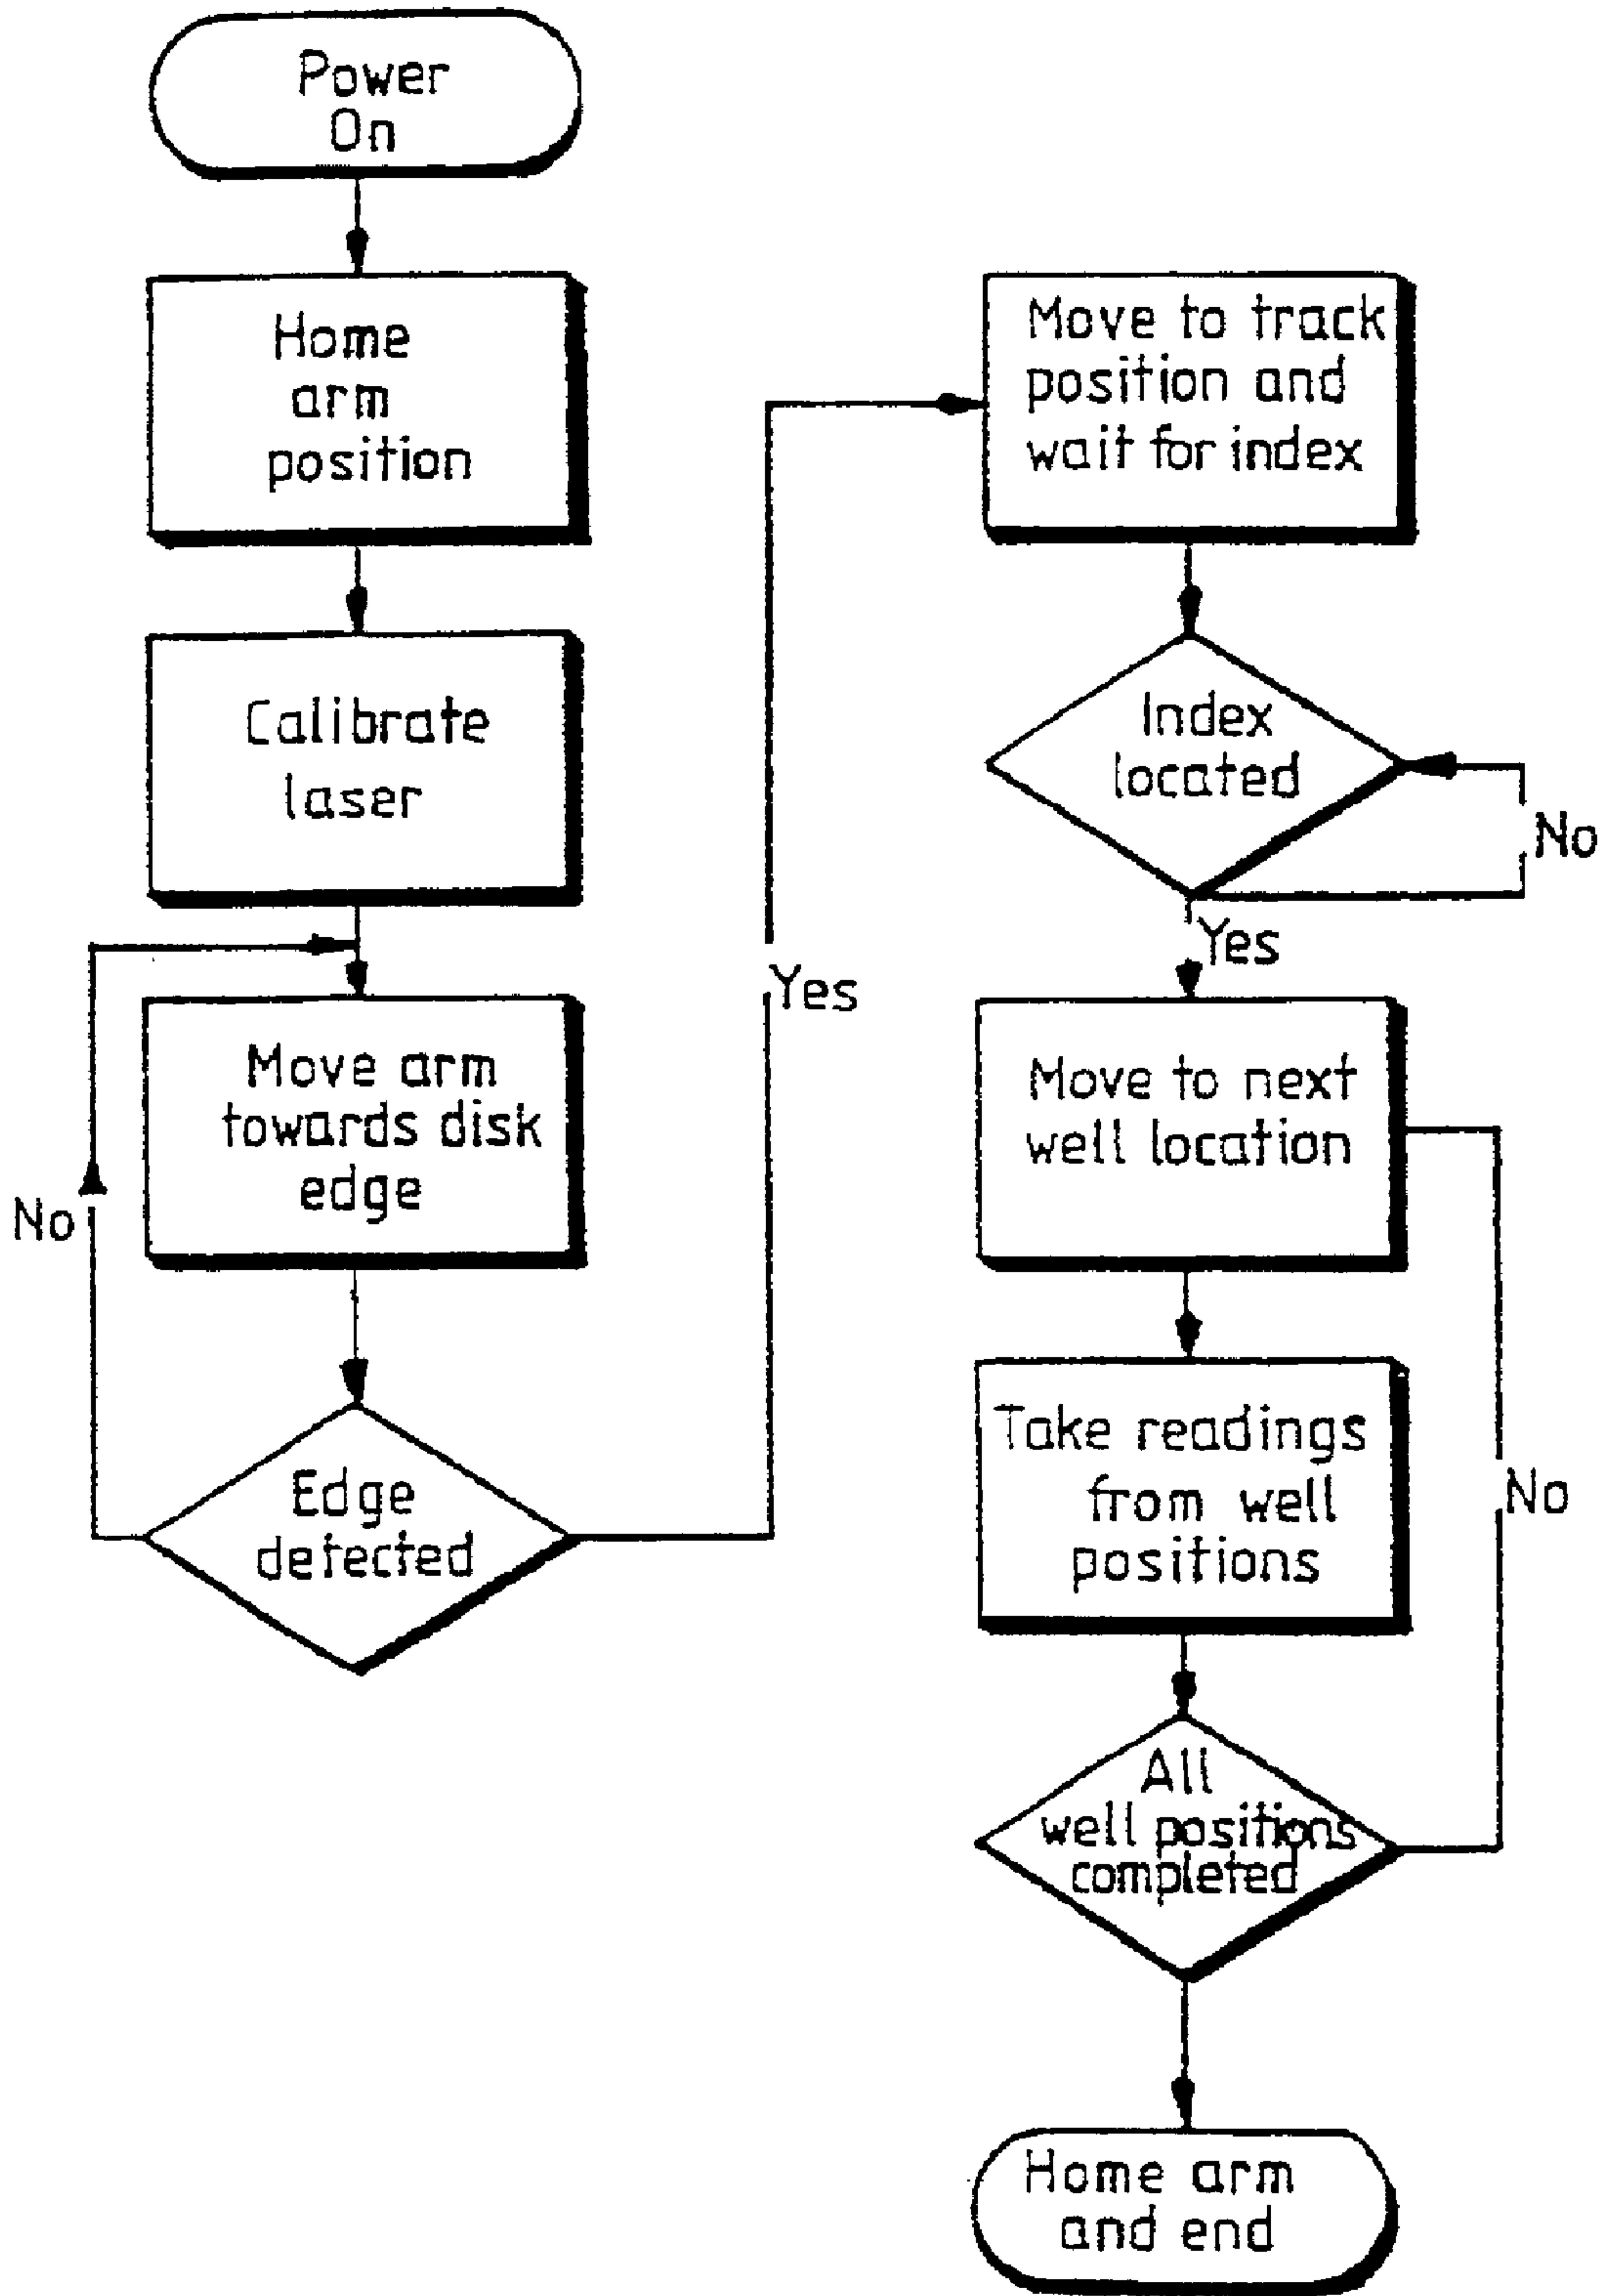 Power
On
Home
arm
position
Calibrate
laser
Move arm
towards disk
edge
No
Edge
detected
Yes
Move to track
position and
wait for index
Index
located
No
Yes
Move to next
well location
Take readings
from well
positions
No
All
well positions
completed
Home arm
and end